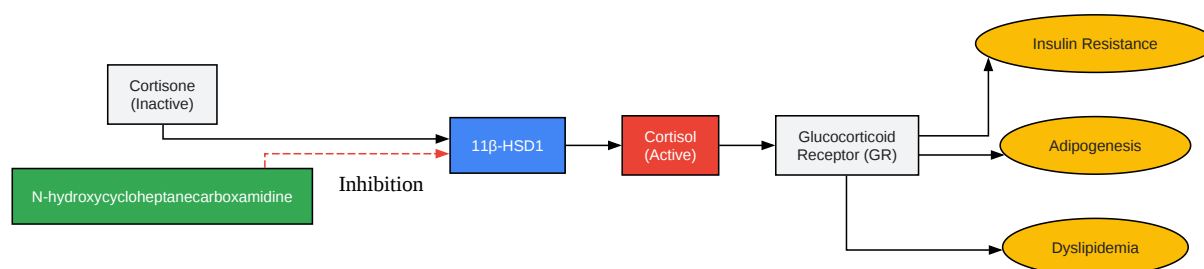 Cortisone
(Inactive)
N-hydroxycycloheptanecarboxamidine
Inhibition
11β-HSD1
Cortisol
(Active)
Glucocorticoid
Receptor (GR)
Insulin Resistance
Adipogenesis
Dyslipidemia